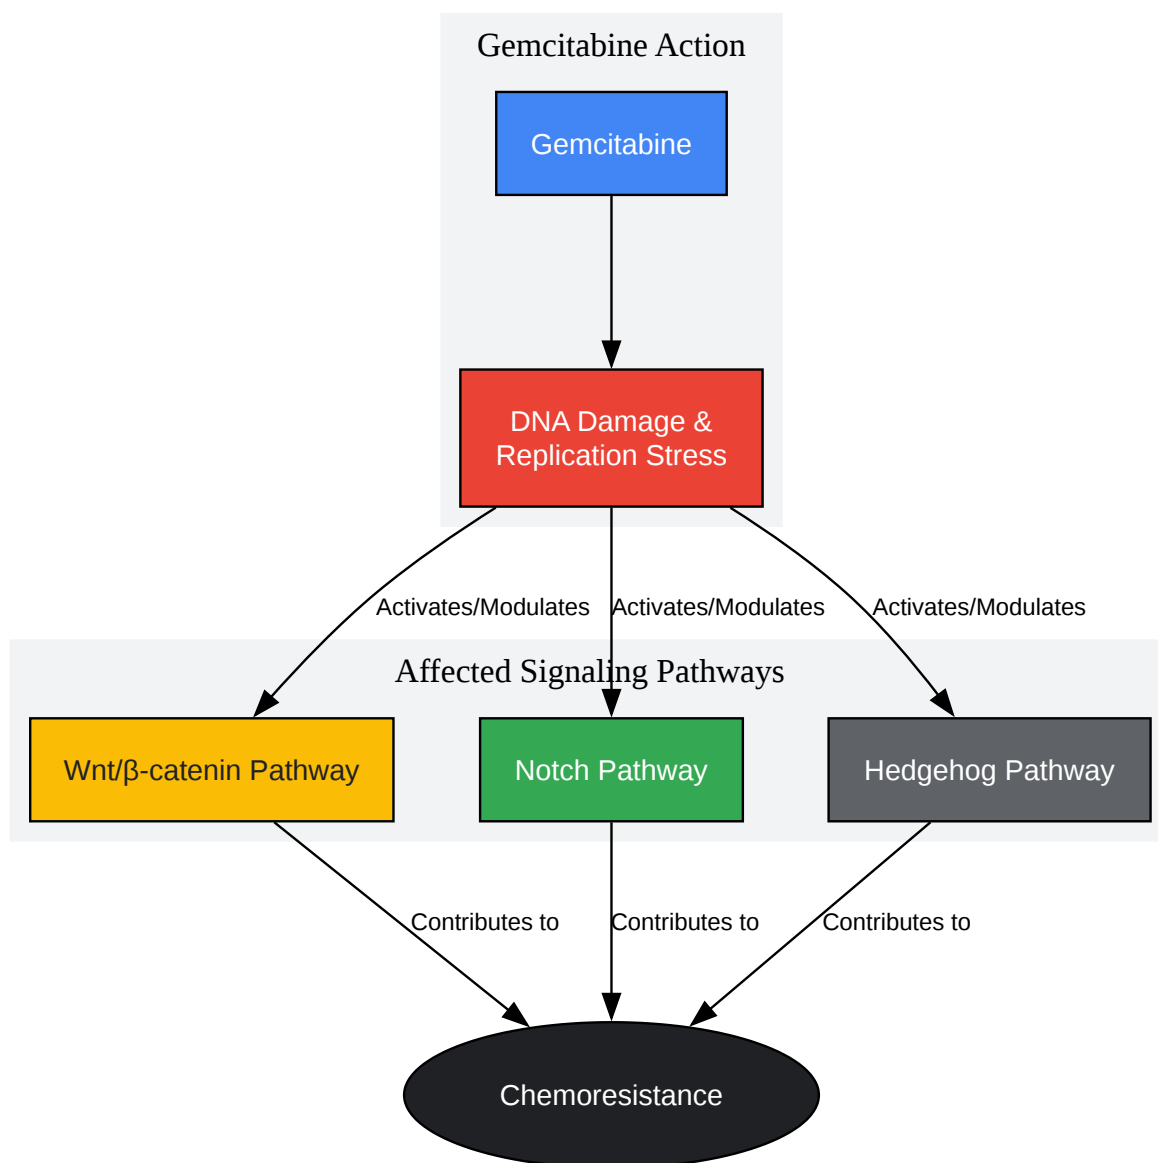 Gemcitabine Action
Gemcitabine
DNA Damage &
Replication Stress
Activates/Modulates
Activates/Modulates
Activates/Modulates
Affected Signaling Pathways
Wnt/β-catenin Pathway
Notch Pathway
Hedgehog Pathway
Contributes to
Contributes to
Contributes to
Chemoresistance